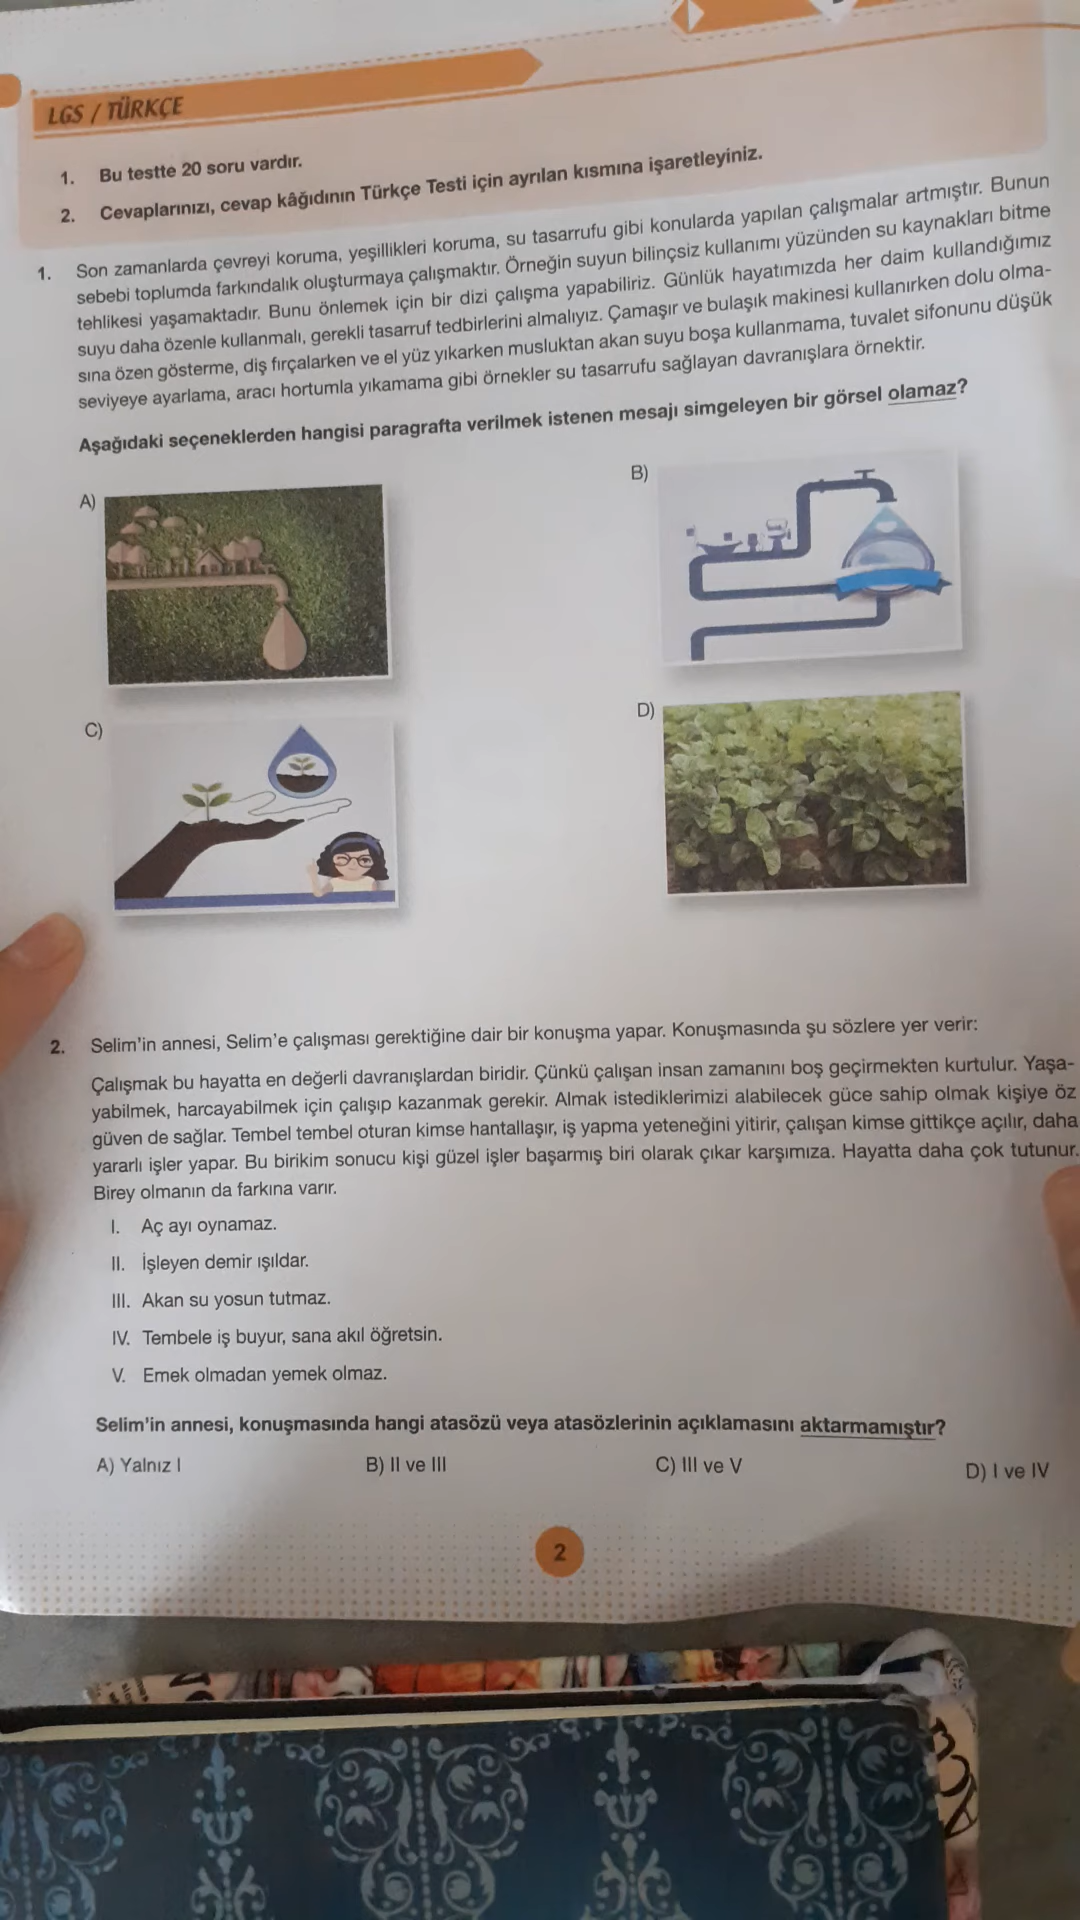 LGS / TÜRKÇE
1. Bu testte 20 soru vardır.
2. Cevaplarınızı, cevap kâğıdının Türkçe Testi için ayrılan kısmına işaretleyiniz.
1. Son zamanlarda çevreyi koruma, yeşillikleri koruma, su tasarrufu gibi konularda yapılan çalışmalar artmıştır. Bunun
sebebi toplumda farkındalık oluşturmaya çalışmaktır. Örneğin suyun bilinçsiz kullanımı yüzünden su kaynakları bitme
tehlikesi yaşamaktadır. Bunu önlemek için bir dizi çalışma yapabiliriz. Günlük hayatımızda her daim kullandığımız
suyu daha özenle kullanmalı, gerekli tasarruf tedbirlerini almalıyız. Çamaşır ve bulaşık makinesi kullanırken dolu olma-
sına özen gösterme, diş fırçalarken ve el yüz yıkarken musluktan akan suyu boşa kullanmama, tuvalet sifonunu düşük
seviyeye ayarlama, aracı hortumla yıkamama gibi örnekler su tasarrufu sağlayan davranışlara örnektir.
Aşağıdaki seçeneklerden hangisi paragrafta verilmek istenen mesajı simgeleyen bir görsel olamaz?
A)
B)
C)
D)
2. Selim'in annesi, Selim'e çalışması gerektiğine dair bir konuşma yapar. Konuşmasında şu sözlere yer verir:
Çalışmak bu hayatta en değerli davranışlardan biridir. Çünkü çalışan insan zamanını boş geçirmekten kurtulur. Yaşa-
yabilmek, harcayabilmek için çalışıp kazanmak gerekir. Almak istediklerimizi alabilecek güce sahip olmak kişiye öz
güven de sağlar. Tembel tembel oturan kimse hantallaşır, iş yapma yeteneğini yitirir, çalışan kimse gittikçe açılır, daha
yararlı işler yapar. Bu birikim sonucu kişi güzel işler başarmış biri olarak çıkar karşımıza. Hayatta daha çok tutunur.
Birey olmanın da farkına varır.
I. Aç ayı oynamaz.
II. İşleyen demir ışıldar.
III. Akan su yosun tutmaz.
IV. Tembele iş buyur, sana akıl öğretsin.
V. Emek olmadan yemek olmaz.
Selim'in annesi, konuşmasında hangi atasözü veya atasözlerinin açıklamasını aktarmamıştır?
A) Yalnız I B) II ve III C) III ve V D) I ve IV
2